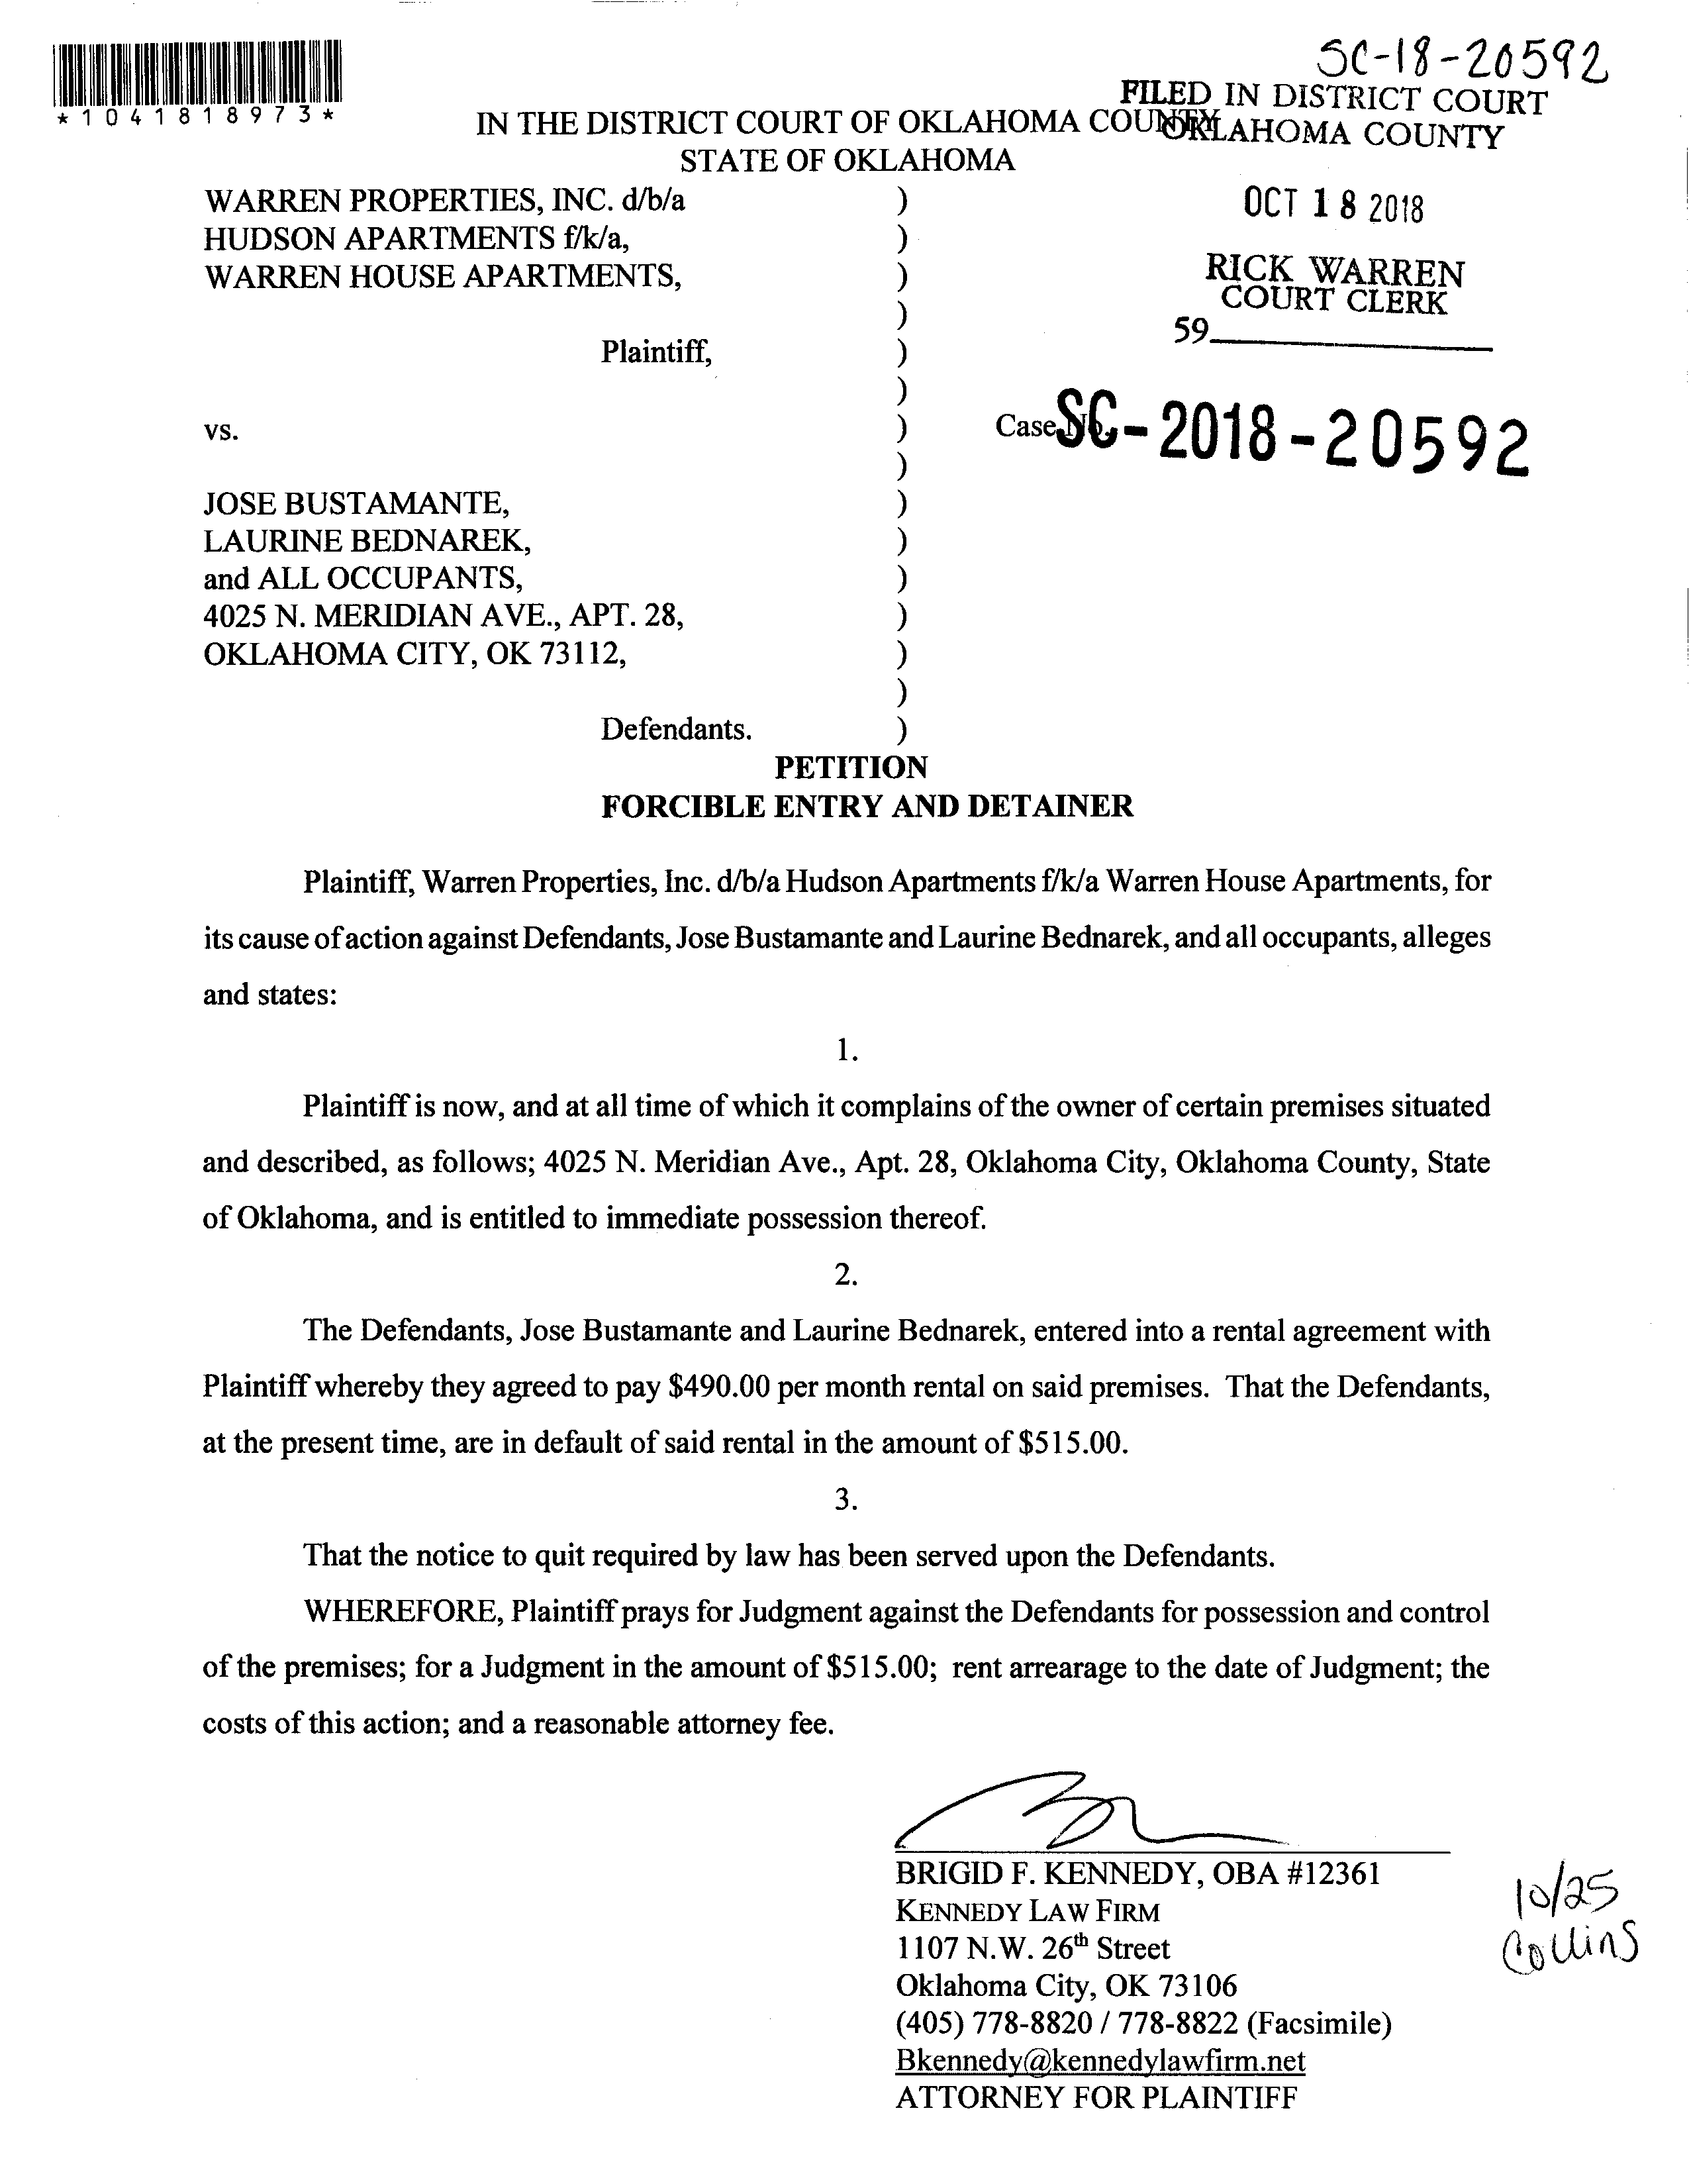 SC-18-20592
*1041818973*
FILED IN DISTRICT COURT
OKLAHOMA COUNTY
IN THE DISTRICT COURT OF OKLAHOMA COUNTY
STATE OF OKLAHOMA
WARREN PROPERTIES, INC. d/b/a )
HUDSON APARTMENTS f/k/a, )
WARREN HOUSE APARTMENTS, )
)
Plaintiff, )
)
vs. )
)
JOSE BUSTAMANTE, )
LAURINE BEDNAREK, )
and ALL OCCUPANTS, )
4025 N. MERIDIAN AVE., APT. 28, )
OKLAHOMA CITY, OK 73112, )
)
Defendants. )
OCT 18 2018
RICK WARREN
COURT CLERK
59
Case No. SC-2018-20592
PETITION
FORCIBLE ENTRY AND DETAINER
Plaintiff, Warren Properties, Inc. d/b/a Hudson Apartments f/k/a Warren House Apartments, for
its cause of action against Defendants, Jose Bustamante and Laurine Bednarek, and all occupants, alleges
and states:
1.
Plaintiff is now, and at all time of which it complains of the owner of certain premises situated
and described, as follows; 4025 N. Meridian Ave., Apt. 28, Oklahoma City, Oklahoma County, State
of Oklahoma, and is entitled to immediate possession thereof.
2.
The Defendants, Jose Bustamante and Laurine Bednarek, entered into a rental agreement with
Plaintiff whereby they agreed to pay $490.00 per month rental on said premises. That the Defendants,
at the present time, are in default of said rental in the amount of $515.00.
3.
That the notice to quit required by law has been served upon the Defendants.
WHEREFORE, Plaintiff prays for Judgment against the Defendants for possession and control
of the premises; for a Judgment in the amount of $515.00; rent arrearage to the date of Judgment; the
costs of this action; and a reasonable attorney fee.
BRIGID F. KENNEDY, OBA #12361
KENNEDY LAW FIRM
1107 N.W. 26th Street
Oklahoma City, OK 73106
(405) 778-8820 / 778-8822 (Facsimile)
Bkennedy@kennedylawfirm.net
ATTORNEY FOR PLAINTIFF
10/25
Collins